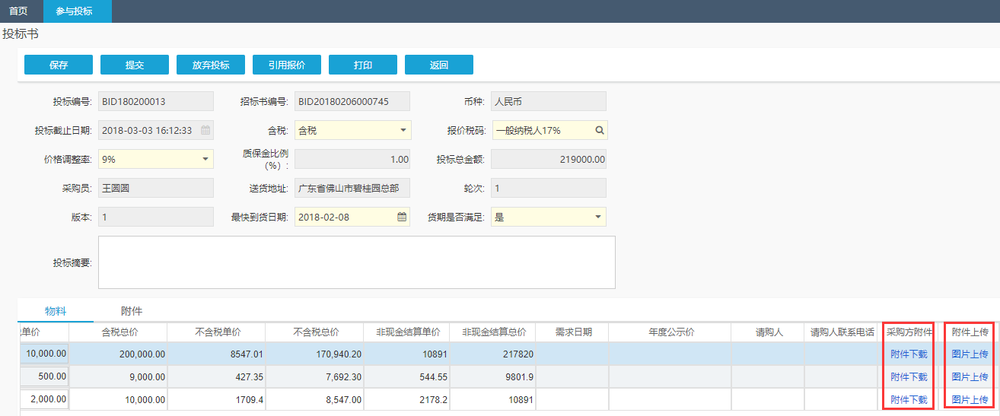 首页 参与投标
投标书
保存 提交 放弃投标 引用报价 打印 返回
投标编号: BID180200013 招标书编号: BID20180206000745 币种: 人民币
投标截止日期: 2018-03-03 16:12:33 含税: 含税 报价税码: 一般纳税人17%
价格调整率: 9% 质保金比例
(%): 1.00 投标总金额: 219000.00
采购员: 王圆圆 送货地址: 广东省佛山市碧桂园总部 轮次: 1
版本: 1 最快到货日期: 2018-02-08 货期是否满足: 是
投标摘要:
物料 附件
单价 含税总价 不含税单价 不含税总价 非现金结算单价 非现金结算总价 需求日期 年度公示价 请购人 请购人联系电话 采购方附件 附件上传
10,000.00 200,000.00 8547.01 170,940.20 10891 217820 附件下载 图片上传
500.00 9,000.00 427.35 7,692.30 544.55 9801.9 附件下载 图片上传
2,000.00 10,000.00 1709.4 8,547.00 2178.2 10891 附件下载 图片上传